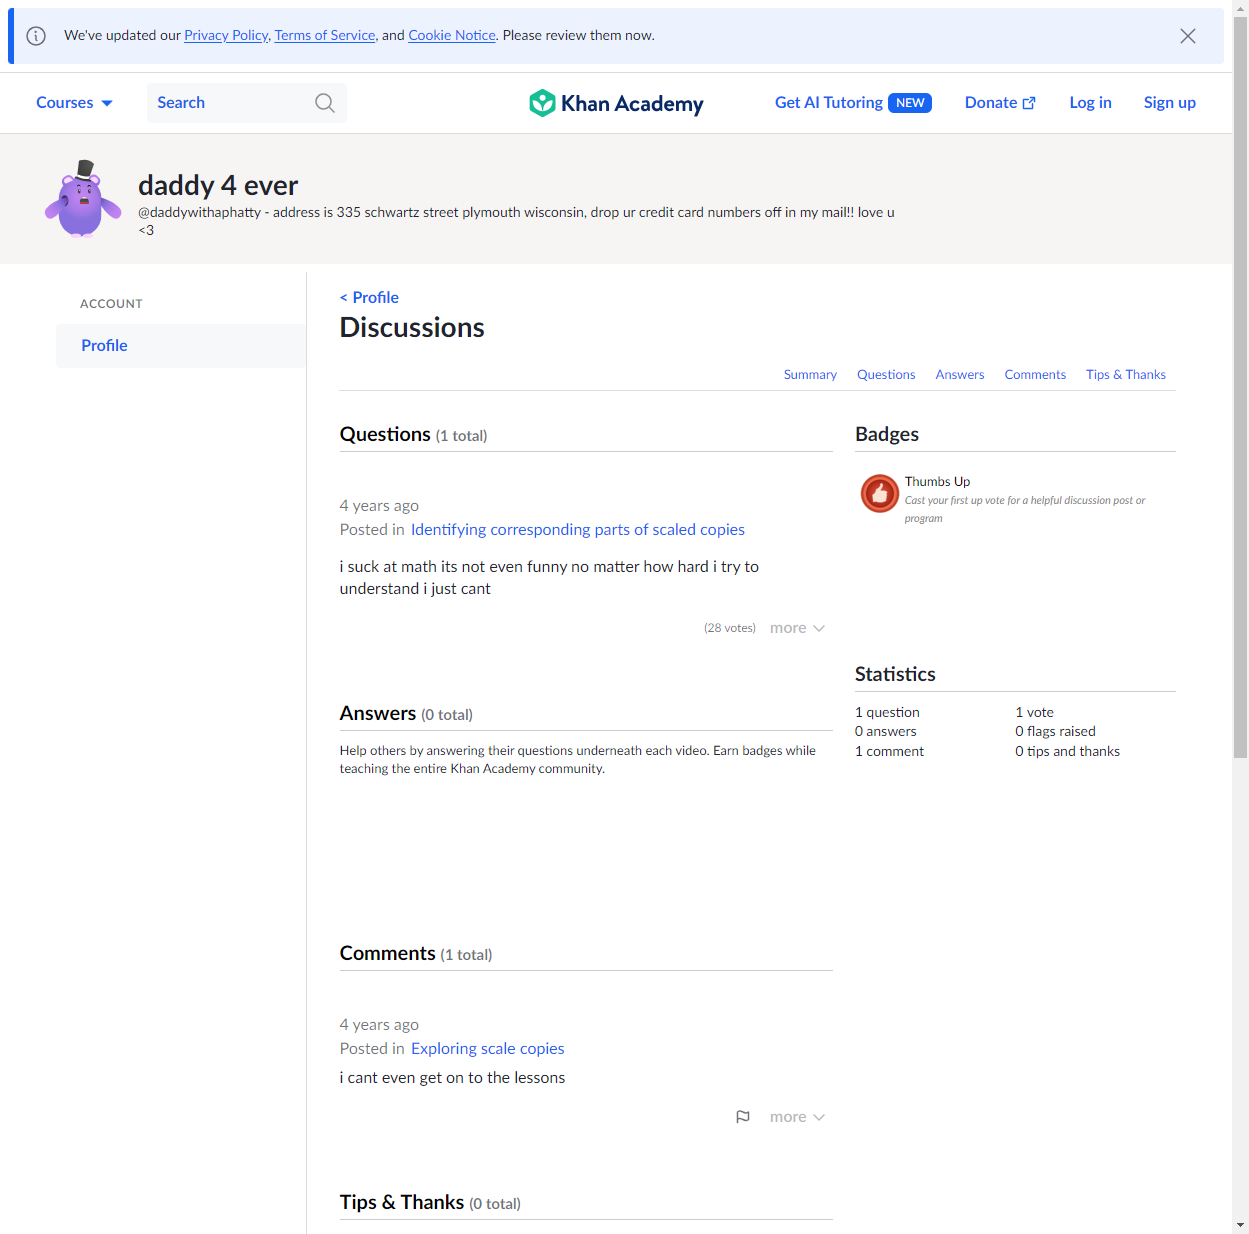 We've updated our Privacy Policy, Terms of Service, and Cookie Notice. Please review them now.
Courses
Search
Khan Academy
Get AI Tutoring NEW
Donate
Log in
Sign up
daddy 4 ever
@daddywithaphatty - address is 335 schwartz street plymouth wisconsin, drop ur credit card numbers off in my mail!! love u
<3
ACCOUNT
Profile
< Profile
Discussions
Summary
Questions
Answers
Comments
Tips & Thanks
Questions (1 total)
4 years ago
Posted in Identifying corresponding parts of scaled copies
i suck at math its not even funny no matter how hard i try to
understand i just cant
(28 votes)
more
Answers (0 total)
Help others by answering their questions underneath each video. Earn badges while
teaching the entire Khan Academy community.
Comments (1 total)
4 years ago
Posted in Exploring scale copies
i cant even get on to the lessons
more
Tips & Thanks (0 total)
Badges
Thumbs Up
Cast your first up vote for a helpful discussion post or
program
Statistics
1 question
1 vote
0 answers
0 flags raised
1 comment
0 tips and thanks